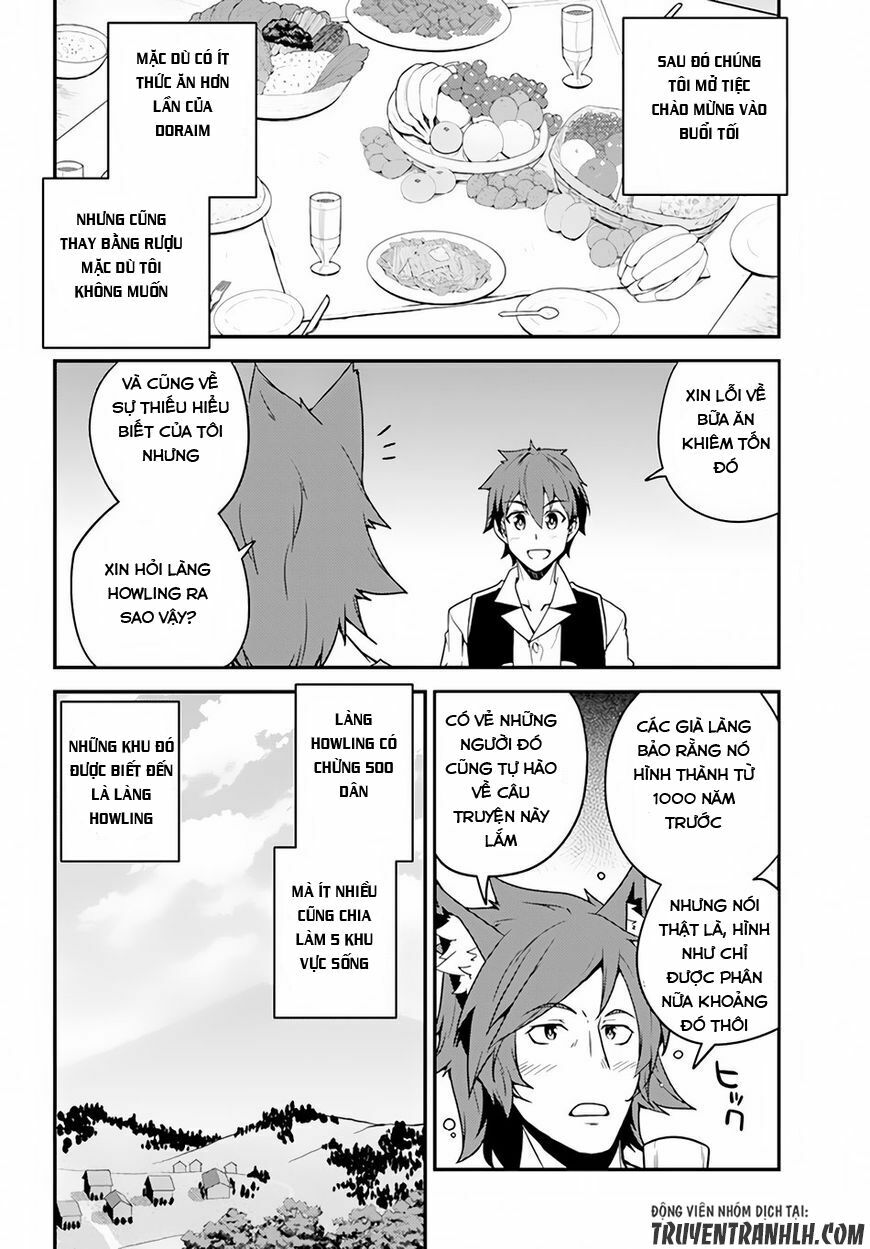 SAU ĐÓ CHÚNG
TÔI MỞ TIỆC
CHÀO MỪNG VÀO
BUỔI TỐI
MẶC DÙ CÓ ÍT
THỨC ĂN HƠN
LẦN CỦA
DORAIM
NHƯNG CŨNG
THAY BẰNG RƯỢU
MẶC DÙ TÔI
KHÔNG MUỐN
XIN LỖI VỀ
BỮA ĂN
KHIÊM TỐN
ĐÓ
VÀ CŨNG VỀ
SỰ THIẾU HIỂU
BIẾT CỦA TÔI
NHƯNG
XIN HỎI LÀNG
HOWLING RA
SAO VẬY?
CÁC GIÀ LÀNG
BẢO RẰNG NÓ
HÌNH THÀNH TỪ
1000 NĂM
TRƯỚC
NHƯNG NÓI
THẬT LÀ, HÌNH
NHƯ CHỈ
ĐƯỢC PHÂN
NỮA KHOẢNG
ĐÓ THÔI
CÓ VẺ NHỮNG
NGƯỜI ĐÓ
CŨNG TỰ HÀO
VỀ CÂU
TRUYỆN NÀY
LẮM
ヒック
LÀNG
HOWLING CÓ
CHỪNG 500
DÂN
MÀ ÍT NHIỀU
CŨNG CHIA
LÀM 5 KHU
VỰC SỐNG
NHỮNG KHU ĐÓ
ĐƯỢC BIẾT ĐẾN
LÀ LÀNG
HOWLING
ĐỘNG VIÊN NHÓM DỊCH TẠI:
TRUYENTRANHLH.COM